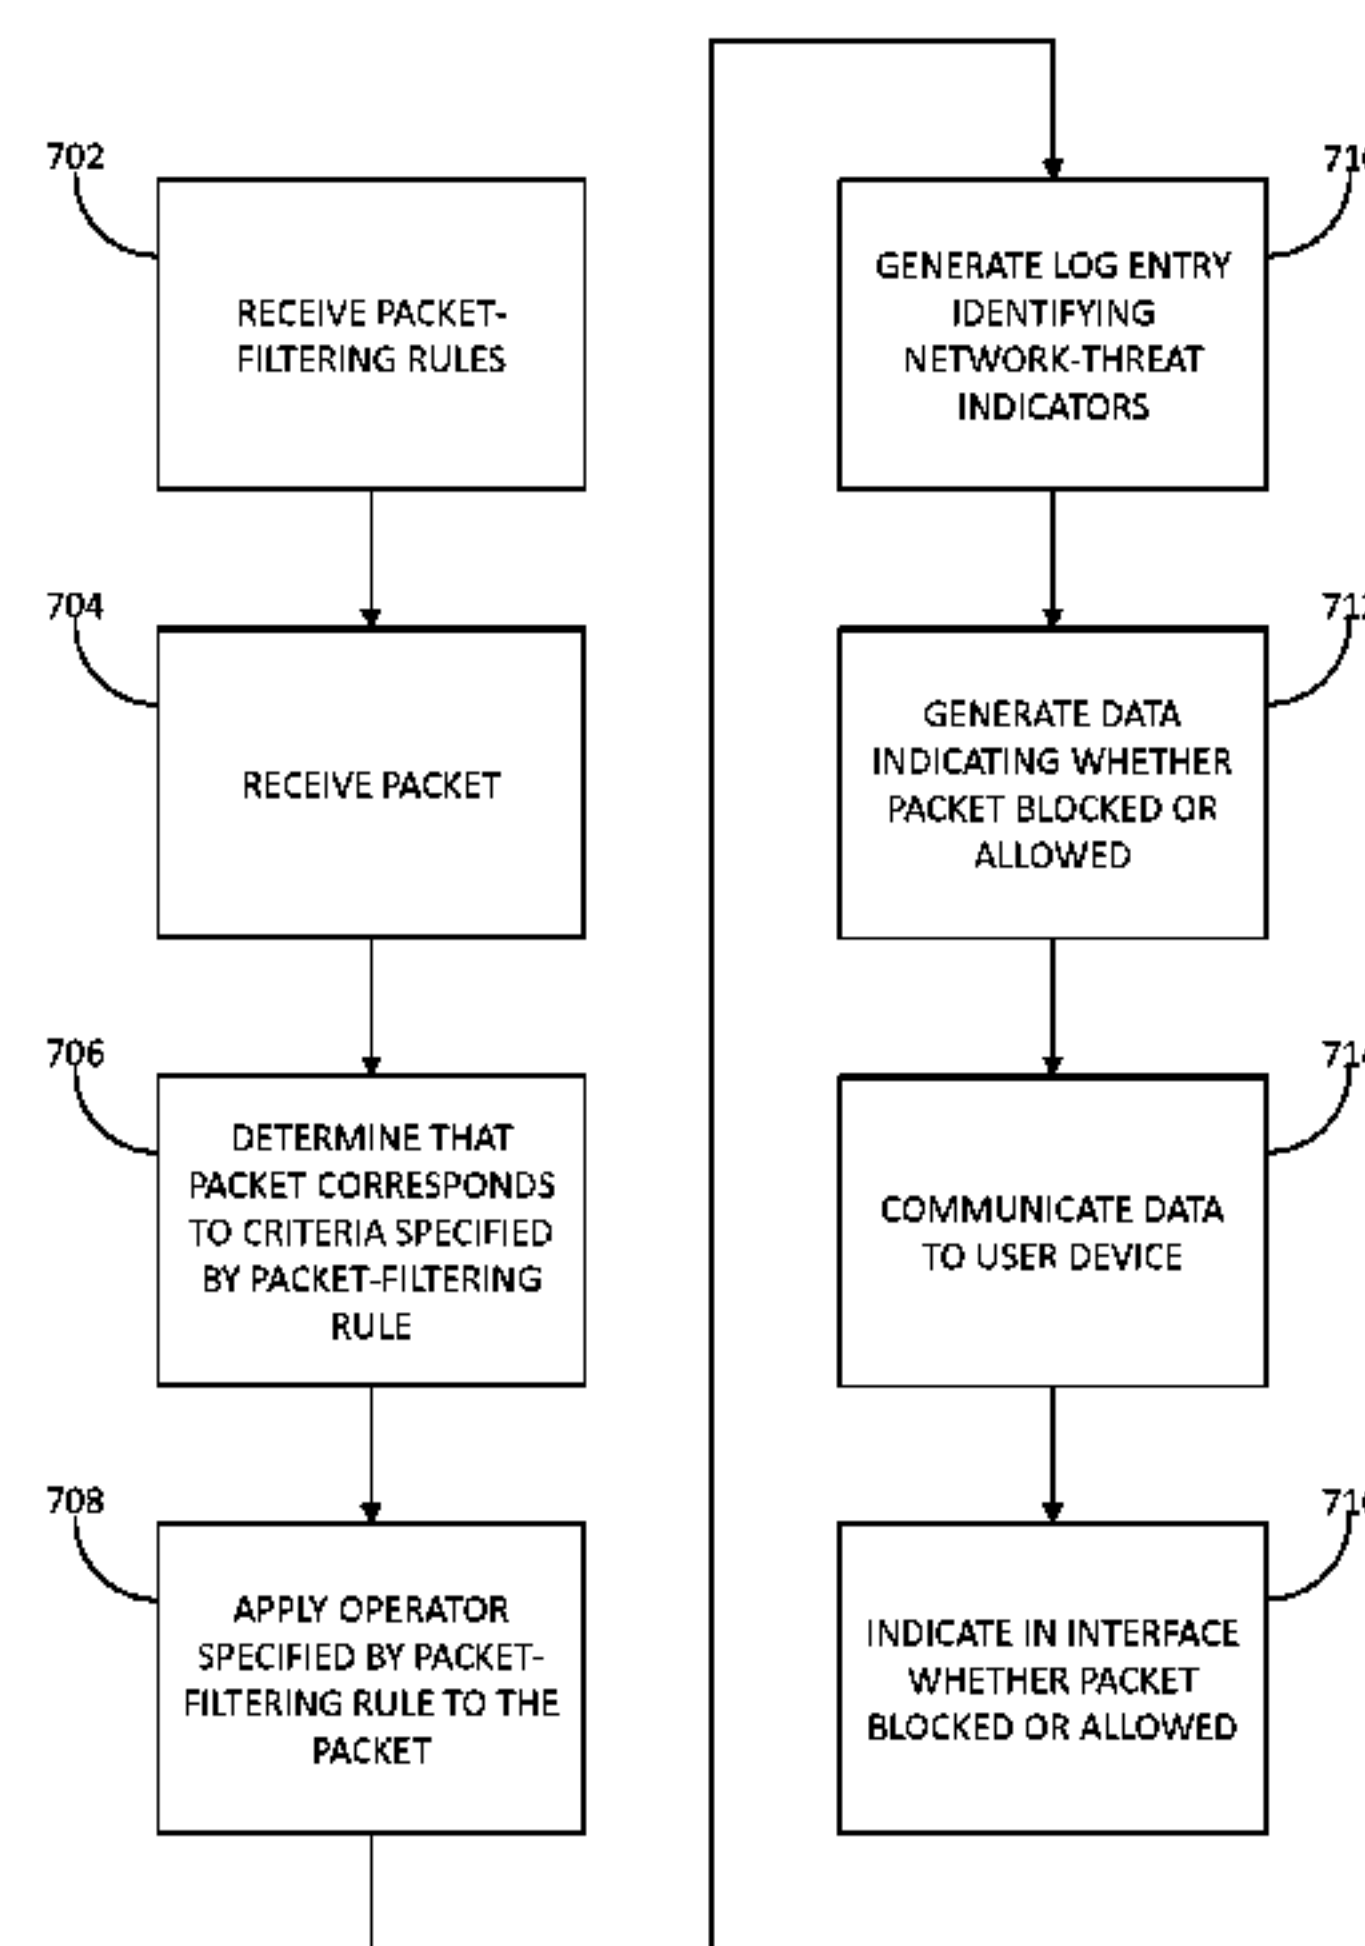 702
RECEIVE PACKET-
FILTERING RULES
704
RECEIVE PACKET
706
DETERMINE THAT
PACKET CORRESPONDS
TO CRITERIA SPECIFIED
BY PACKET-FILTERING
RULE
708
APPLY OPERATOR
SPECIFIED BY PACKET-
FILTERING RULE TO THE
PACKET
GENERATE LOG ENTRY
IDENTIFYING
NETWORK-THREAT
INDICATORS
GENERATE DATA
INDICATING WHETHER
PACKET BLOCKED OR
ALLOWED
COMMUNICATE DATA
TO USER DEVICE
INDICATE IN INTERFACE
WHETHER PACKET
BLOCKED OR ALLOWED